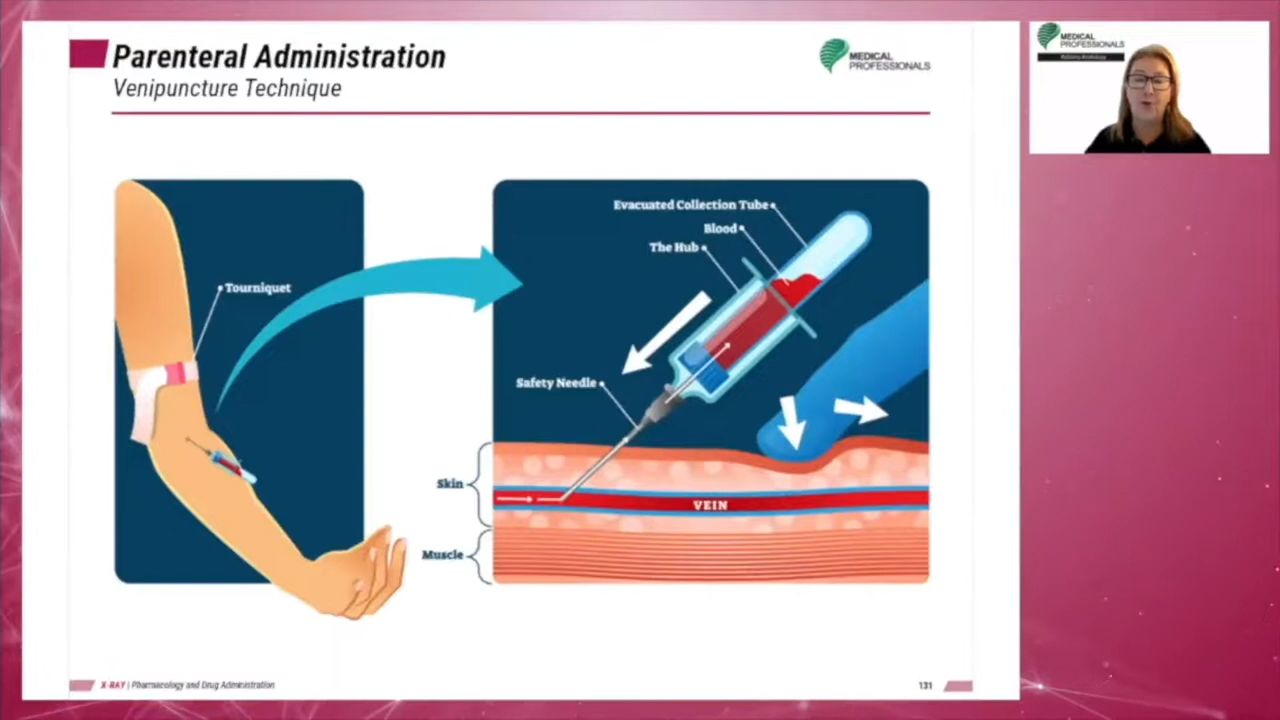 Parenteral Administration
Venipuncture Technique
MEDICAL
PROFESSIONALS
MEDICAL
PROFESSIONALS
Tourniquet
Evacuated Collection Tube
Blood
The Hub
Safety Needle
Skin
VEIN
Muscle
X-RAY | Pharmacology and Drug Administration
131